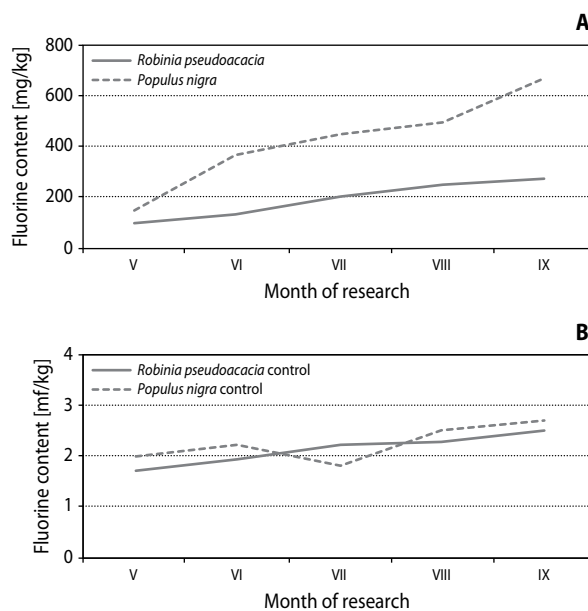 A
Fluorine content [mg/kg]
800
600
400
200
0
Robinia pseudoacacia
Populus nigra
V VI VII VIII IX
Month of research
B
Fluorine content [mf/kg]
4
3
2
1
0
Robinia pseudoacacia control
Populus nigra control
V VI VII VIII IX
Month of research